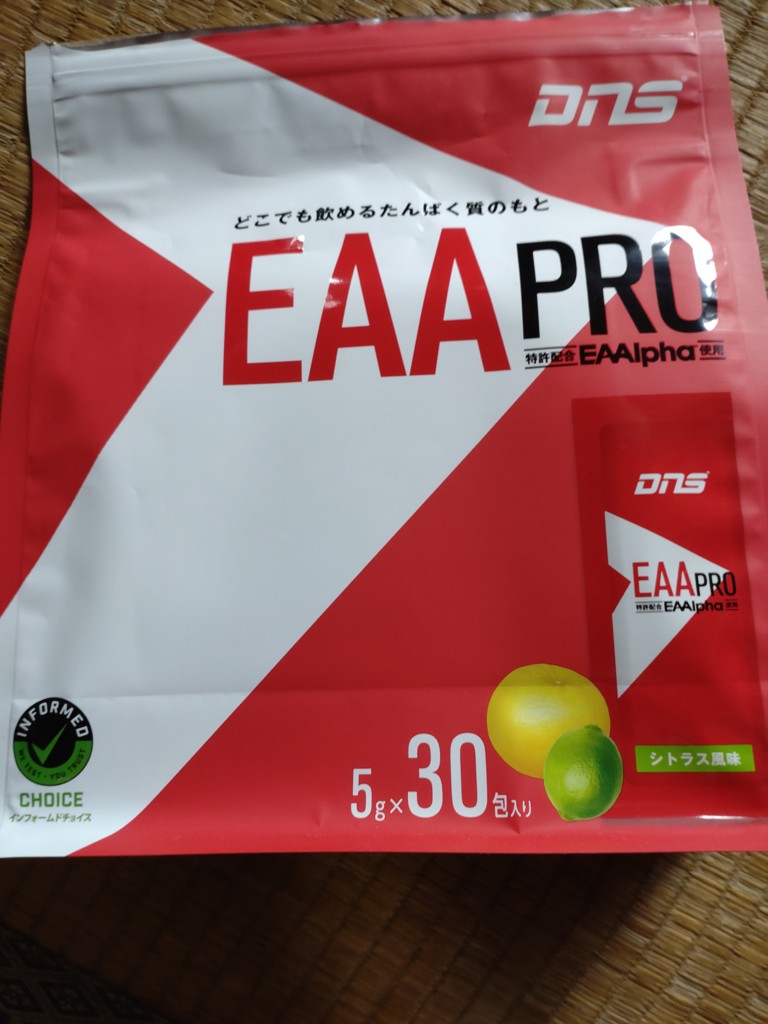 DNS
どこでも飲めるたんぱく質のもと
EAA PRO
特許配合 EAAlpha 使用
DNS
EAA PRO
特許配合 EAAlpha 使用
シトラス風味
5g×30包入り
INFORMED
WE TEST · YOU TRUST
CHOICE
インフォームドチョイス